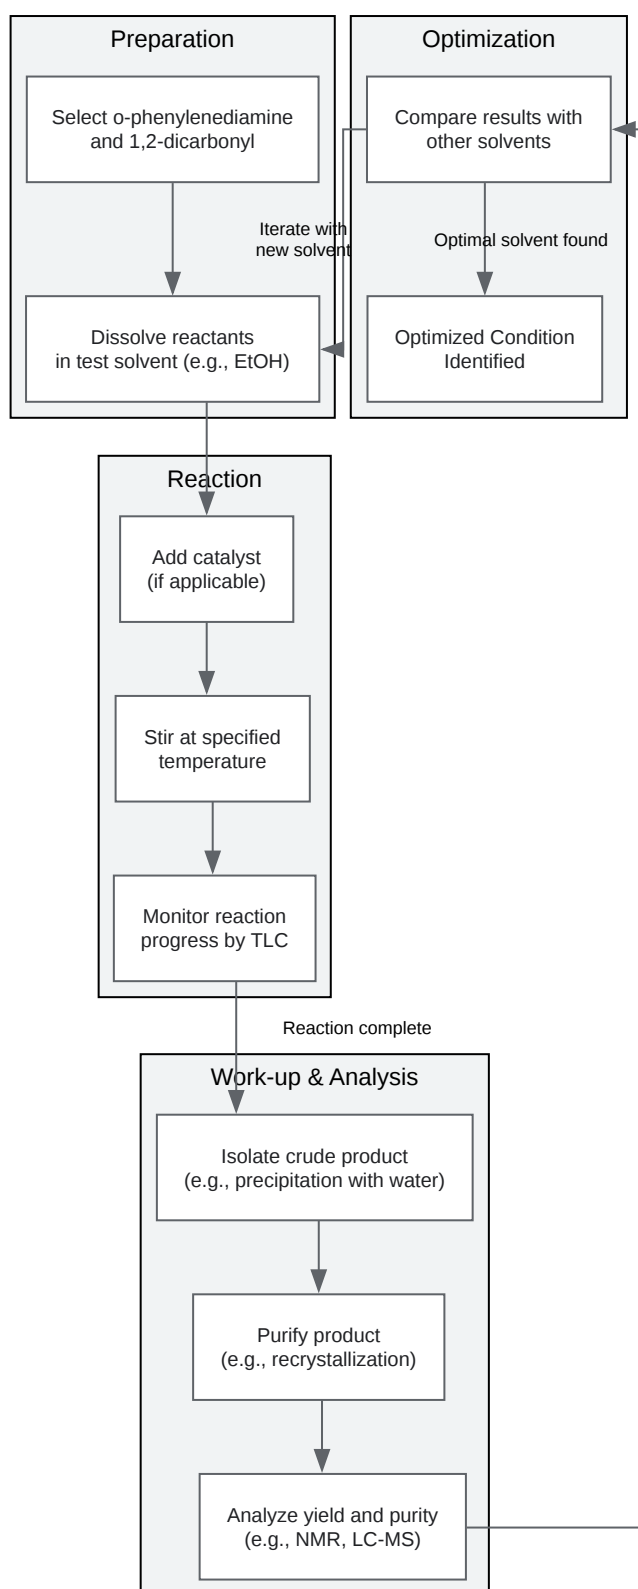 Preparation
Select o-phenylenediamine
and 1,2-dicarbonyl
Iterate with
new solvent
Dissolve reactants
in test solvent (e.g., EtOH)
Optimization
Compare results with
other solvents
Optimal solvent found
Optimized Condition
Identified
Reaction
Add catalyst
(if applicable)
Stir at specified
temperature
Monitor reaction
progress by TLC
Reaction complete
Work-up & Analysis
Isolate crude product
(e.g., precipitation with water)
Purify product
(e.g., recrystallization)
Analyze yield and purity
(e.g., NMR, LC-MS)